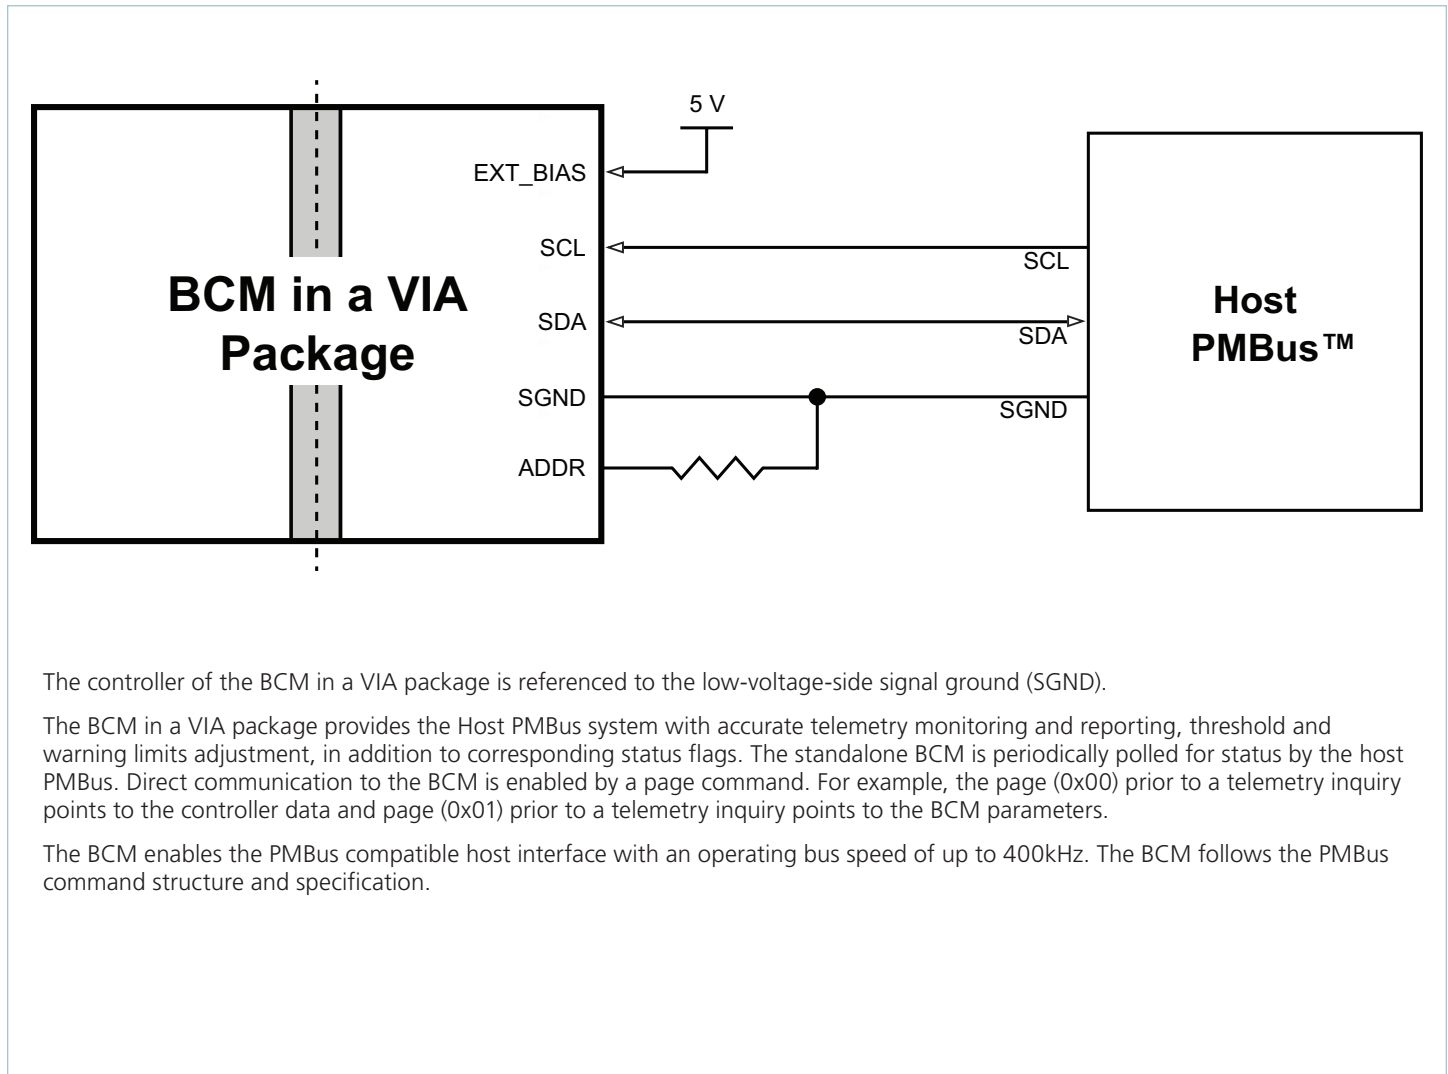 5 V
EXT_BIAS
SCL
SCL
BCM in a VIA
Package
SDA
SDA
Host
PMBus™
SGND
SGND
ADDR
The controller of the BCM in a VIA package is referenced to the low-voltage-side signal ground (SGND).
The BCM in a VIA package provides the Host PMBus system with accurate telemetry monitoring and reporting, threshold and
warning limits adjustment, in addition to corresponding status flags. The standalone BCM is periodically polled for status by the host
PMBus. Direct communication to the BCM is enabled by a page command. For example, the page (0x00) prior to a telemetry inquiry
points to the controller data and page (0x01) prior to a telemetry inquiry points to the BCM parameters.
The BCM enables the PMBus compatible host interface with an operating bus speed of up to 400kHz. The BCM follows the PMBus
command structure and specification.